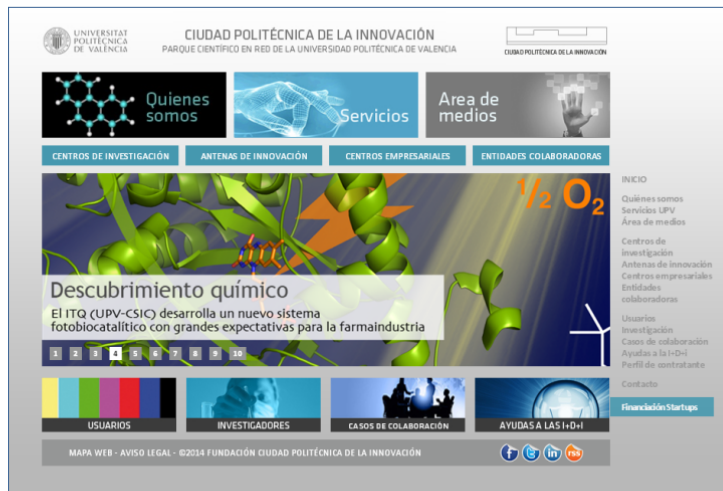 UNIVERSITAT
POLITÈCNICA
DE VALÈNCIA
CIUDAD POLITÉCNICA DE LA INNOVACIÓN
PARQUE CIENTÍFICO EN RED DE LA UNIVERSIDAD POLITÉCNICA DE VALENCIA
CIUDAD POLITÉCNICA DE LA INNOVACIÓN
Quienes
somos
Servicios
Area de
medios
CENTROS DE INVESTIGACIÓN
ANTENAS DE INNOVACIÓN
CENTROS EMPRESARIALES
ENTIDADES COLABORADORAS
½ O2
Descubrimiento químico
El ITQ (UPV-CSIC) desarrolla un nuevo sistema
fotobiocatalítico con grandes expectativas para la farmaindustria
1 2 3 4 5 6 7 8 9 10
USUARIOS
INVESTIGADORES
CASOS DE COLABORACIÓN
AYUDAS A LAS I+D+I
MAPA WEB - AVISO LEGAL - ©2014 FUNDACIÓN CIUDAD POLITÉCNICA DE LA INNOVACIÓN
RSS
INICIO
Quiénes somos
Servicios UPV
Área de medios
Centros de
investigación
Antenas de innovación
Centros empresariales
Entidades
colaboradoras
Usuarios
Investigación
Casos de colaboración
Ayudas a la I+D+i
Perfil de contratante
Contacto
Financiación Startups